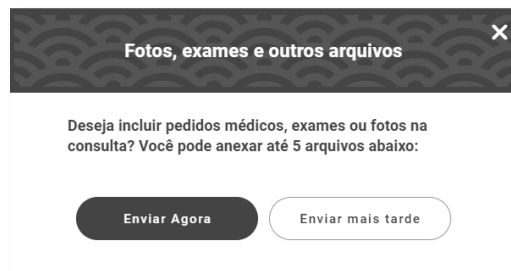 Fotos, exames e outros arquivos
Deseja incluir pedidos médicos, exames ou fotos na
consulta? Você pode anexar até 5 arquivos abaixo:
Enviar Agora
Enviar mais tarde